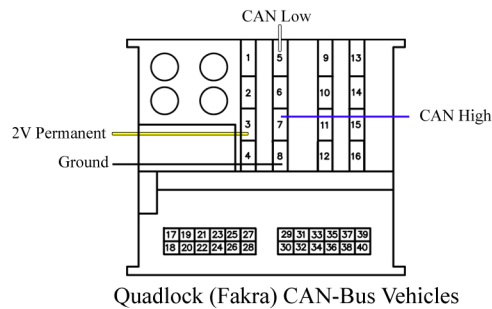 CAN Low
1 5 9 13
2 6 10 14
CAN High
2V Permanent
3 7 11 15
Ground
4 8 12 16
17 19 21 23 25 27 29 31 33 35 37 39
18 20 22 24 26 28 30 32 34 36 38 40
Quadlock (Fakra) CAN-Bus Vehicles